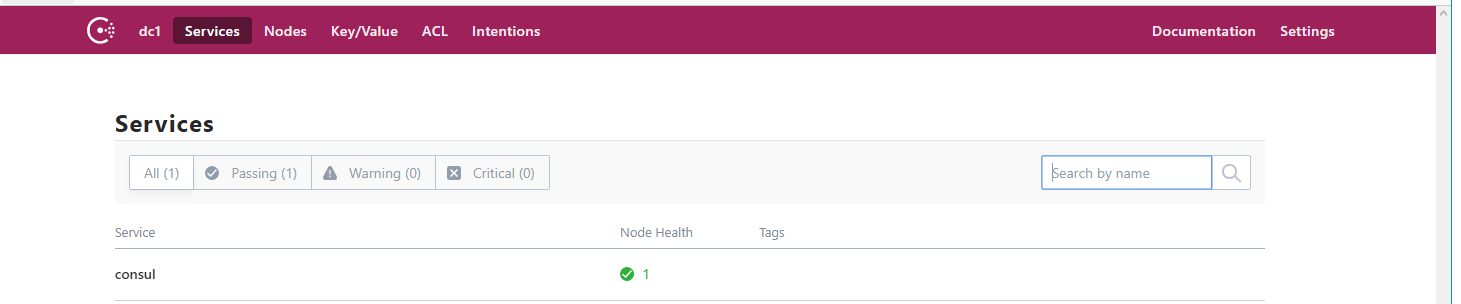 dc1 Services Nodes Key/Value ACL Intentions Documentation Settings
Services
All (1) Passing (1) Warning (0) Critical (0) Search by name
Service Node Health Tags
consul 1